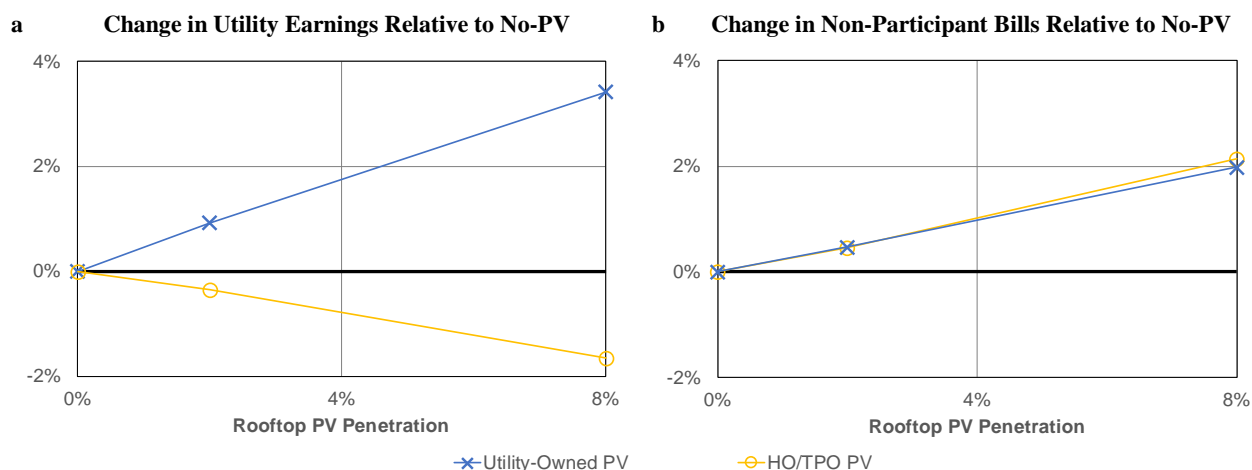 a Change in Utility Earnings Relative to No-PV
4%
2%
0%
-2%
0% 4% 8%
Rooftop PV Penetration
b Change in Non-Participant Bills Relative to No-PV
4%
2%
0%
-2%
0% 4% 8%
Rooftop PV Penetration
Utility-Owned PV HO/TPO PV